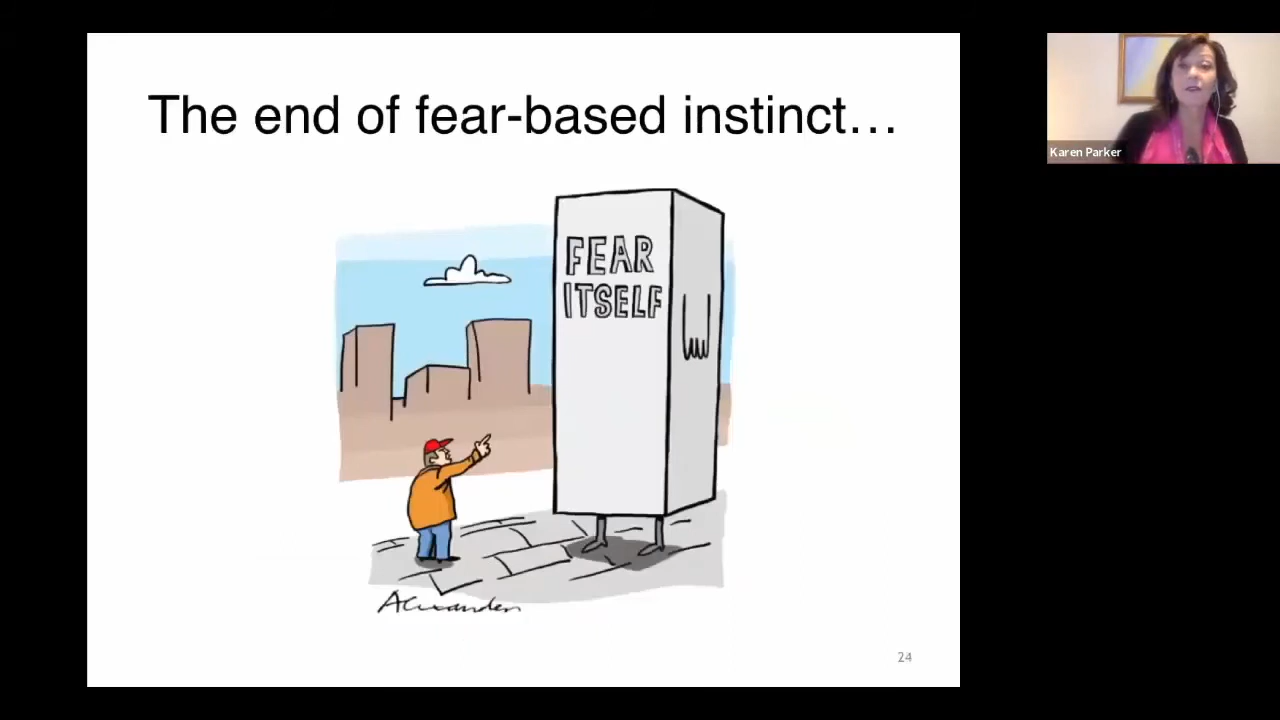 The end of fear-based instinct…
FEAR
ITSELF
Alexander
24
Karen Parker